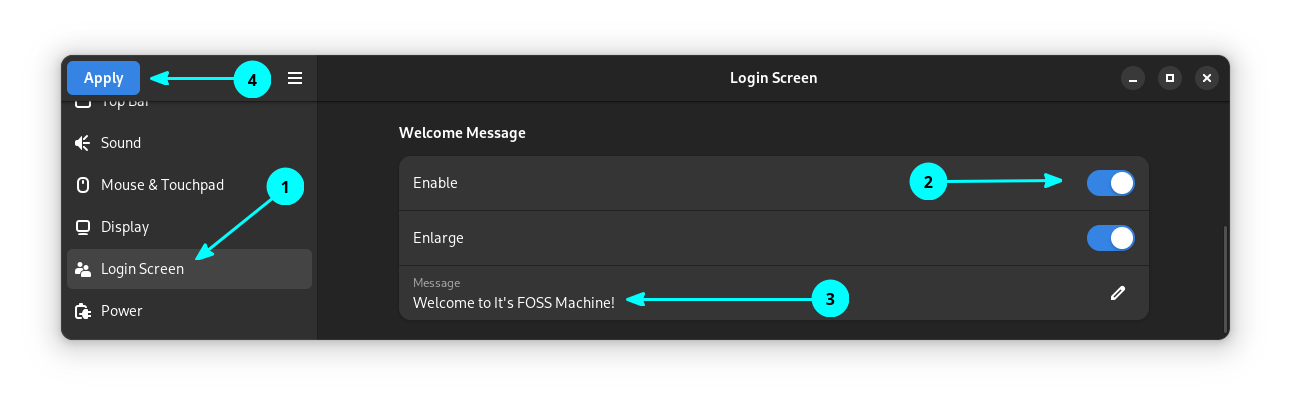 Apply
4
Login Screen
Top Bar
Welcome Message
Sound
Mouse & Touchpad
1
Enable
2
Display
Enlarge
Login Screen
Message
Welcome to It's FOSS Machine!
3
Power